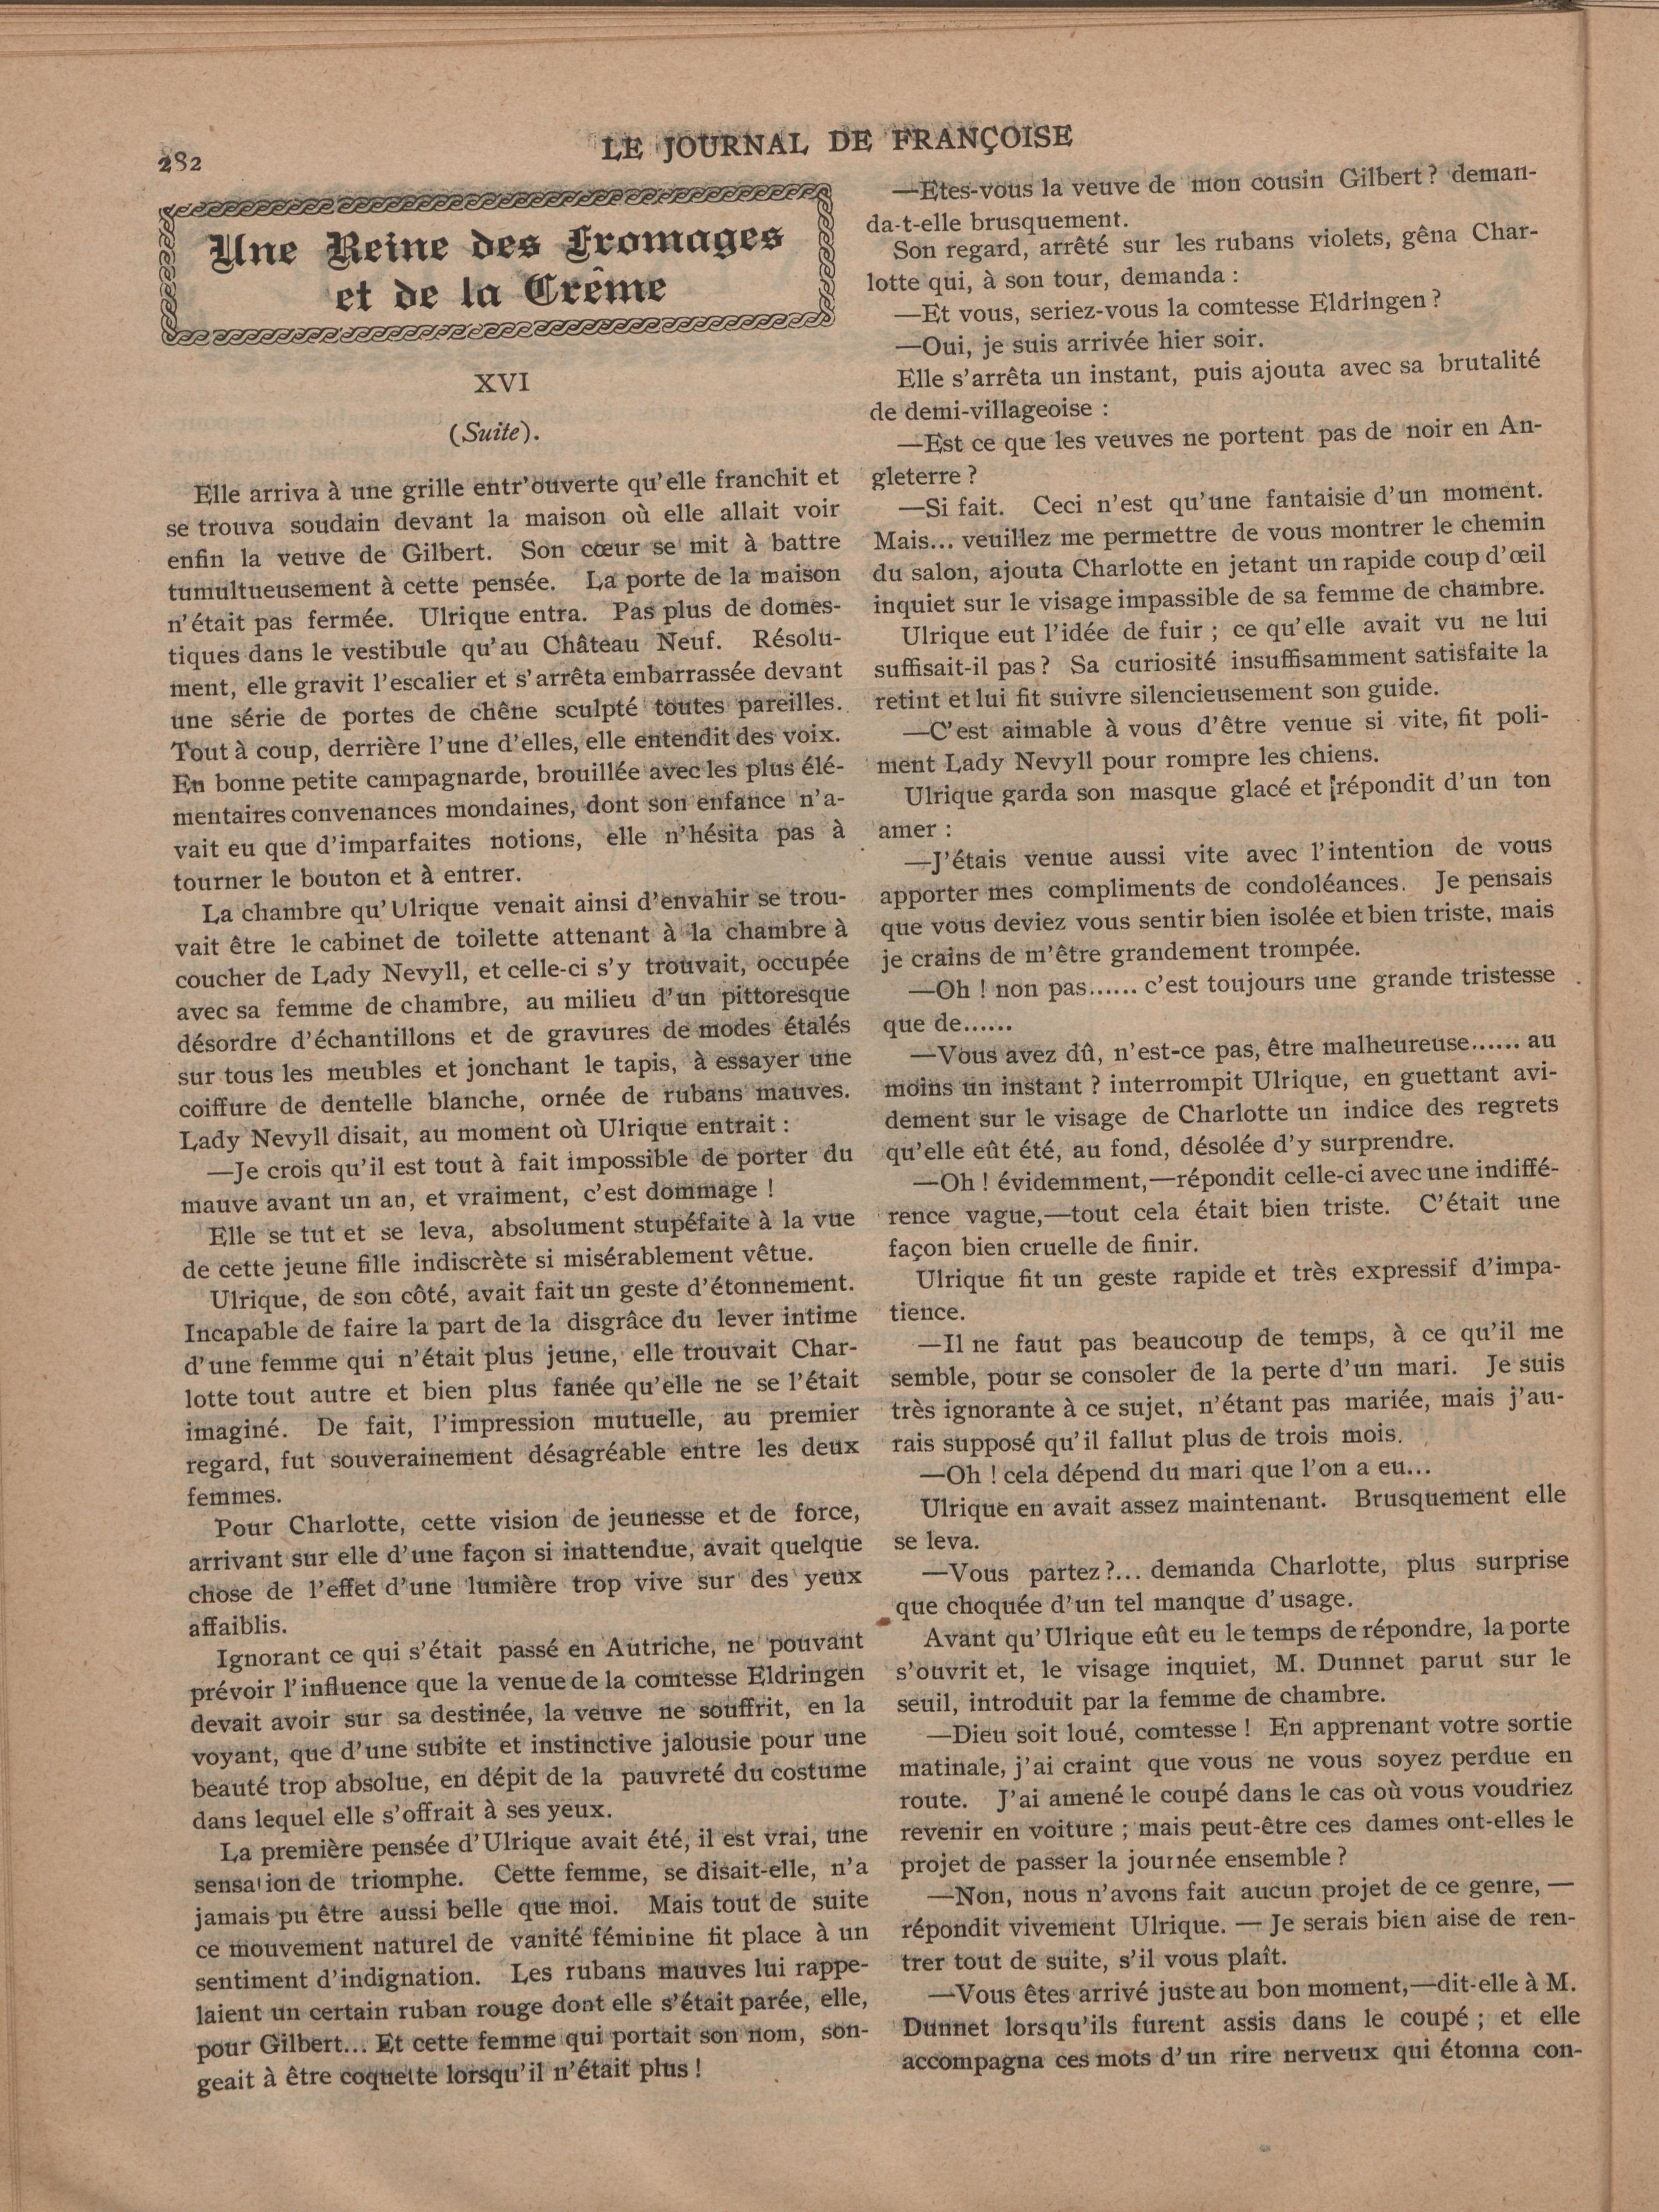 282
LE JOURNAL DE FRANÇOISE
Une Reine des Fromages
et de la Crême
XVI
(Suite).
Elle arriva à une grille entr'ouverte qu'elle franchit et
se trouva soudain devant la maison où elle allait voir
enfin la veuve de Gilbert. Son cœur se mit à battre
tumultueusement à cette pensée. La porte de la maison
n'était pas fermée. Ulrique entra. Pas plus de domes-
tiques dans le vestibule qu'au Château Neuf. Résolu-
ment, elle gravit l'escalier et s'arrêta embarrassée devant
une série de portes de chêne sculpté toutes pareilles.
Tout à coup, derrière l'une d'elles, elle entendit des voix.
En bonne petite campagnarde, brouillée avec les plus élé-
mentaires convenances mondaines, dont son enfance n'a-
vait eu que d'imparfaites notions, elle n'hésita pas à
tourner le bouton et à entrer.
La chambre qu'Ulrique venait ainsi d'envahir se trou-
vait être le cabinet de toilette attenant à la chambre à
coucher de Lady Nevyll, et celle-ci s'y trouvait, occupée
avec sa femme de chambre, au milieu d'un pittoresque
désordre d'échantillons et de gravures de modes étalés
sur tous les meubles et jonchant le tapis, à essayer une
coiffure de dentelle blanche, ornée de rubans mauves.
Lady Nevyll disait, au moment où Ulrique entrait :
—Je crois qu'il est tout à fait impossible de porter du
mauve avant un an, et vraiment, c'est dommage !
Elle se tut et se leva, absolument stupéfaite à la vue
de cette jeune fille indiscrète si misérablement vêtue.
Ulrique, de son côté, avait fait un geste d'étonnement.
Incapable de faire la part de la disgrâce du lever intime
d'une femme qui n'était plus jeune, elle trouvait Char-
lotte tout autre et bien plus fanée qu'elle ne se l'était
imaginé. De fait, l'impression mutuelle, au premier
regard, fut souverainement désagréable entre les deux
femmes.
Pour Charlotte, cette vision de jeunesse et de force,
arrivant sur elle d'une façon si inattendue, avait quelque
chose de l'effet d'une lumière trop vive sur des yeux
affaiblis.
Ignorant ce qui s'était passé en Autriche, ne pouvant
prévoir l'influence que la venue de la comtesse Eldringen
devait avoir sur sa destinée, la veuve ne souffrit, en la
voyant, que d'une subite et instinctive jalousie pour une
beauté trop absolue, en dépit de la pauvreté du costume
dans lequel elle s'offrait à ses yeux.
La première pensée d'Ulrique avait été, il est vrai, une
sensation de triomphe. Cette femme, se disait-elle, n'a
jamais pu être aussi belle que moi. Mais tout de suite
ce mouvement naturel de vanité féminine fit place à un
sentiment d'indignation. Les rubans mauves lui rappe-
laient un certain ruban rouge dont elle s'était parée, elle,
pour Gilbert... Et cette femme qui portait son nom, son-
geait à être coquette lorsqu'il n'était plus !
—Etes-vous la veuve de mon cousin Gilbert ? deman-
da-t-elle brusquement.
Son regard, arrêté sur les rubans violets, gêna Char-
lotte qui, à son tour, demanda :
—Et vous, seriez-vous la comtesse Eldringen ?
—Oui, je suis arrivée hier soir.
Elle s'arrêta un instant, puis ajouta avec sa brutalité
de demi-villageoise :
—Est ce que les veuves ne portent pas de noir en An-
gleterre ?
—Si fait. Ceci n'est qu'une fantaisie d'un moment.
Mais... veuillez me permettre de vous montrer le chemin
du salon, ajouta Charlotte en jetant un rapide coup d'œil
inquiet sur le visage impassible de sa femme de chambre.
Ulrique eut l'idée de fuir ; ce qu'elle avait vu ne lui
suffisait-il pas ? Sa curiosité insuffisamment satisfaite la
retint et lui fit suivre silencieusement son guide.
—C'est aimable à vous d'être venue si vite, fit poli-
ment Lady Nevyll pour rompre les chiens.
Ulrique garda son masque glacé et répondit d'un ton
amer :
—J'étais venue aussi vite avec l'intention de vous
apporter mes compliments de condoléances. Je pensais
que vous deviez vous sentir bien isolée et bien triste, mais
je crains de m'être grandement trompée.
—Oh ! non pas...... c'est toujours une grande tristesse
que de......
—Vous avez dû, n'est-ce pas, être malheureuse...... au
moins un instant ? interrompit Ulrique, en guettant avi-
dement sur le visage de Charlotte un indice des regrets
qu'elle eût été, au fond, désolée d'y surprendre.
—Oh ! évidemment,—répondit celle-ci avec une indiffé-
rence vague,—tout cela était bien triste. C'était une
façon bien cruelle de finir.
Ulrique fit un geste rapide et très expressif d'impa-
tience.
—Il ne faut pas beaucoup de temps, à ce qu'il me
semble, pour se consoler de la perte d'un mari. Je suis
très ignorante à ce sujet, n'étant pas mariée, mais j'au-
rais supposé qu'il fallut plus de trois mois.
—Oh ! cela dépend du mari que l'on a eu...
Ulrique en avait assez maintenant. Brusquement elle
se leva.
—Vous partez ?... demanda Charlotte, plus surprise
que choquée d'un tel manque d'usage.
Avant qu'Ulrique eût eu le temps de répondre, la porte
s'ouvrit et, le visage inquiet, M. Dunnet parut sur le
seuil, introduit par la femme de chambre.
—Dieu soit loué, comtesse ! En apprenant votre sortie
matinale, j'ai craint que vous ne vous soyez perdue en
route. J'ai amené le coupé dans le cas où vous voudriez
revenir en voiture ; mais peut-être ces dames ont-elles le
projet de passer la journée ensemble ?
—Non, nous n'avons fait aucun projet de ce genre, —
répondit vivement Ulrique. — Je serais bien aise de ren-
trer tout de suite, s'il vous plaît.
—Vous êtes arrivé juste au bon moment,—dit-elle à M.
Dunnet lorsqu'ils furent assis dans le coupé ; et elle
accompagna ces mots d'un rire nerveux qui étonna con-